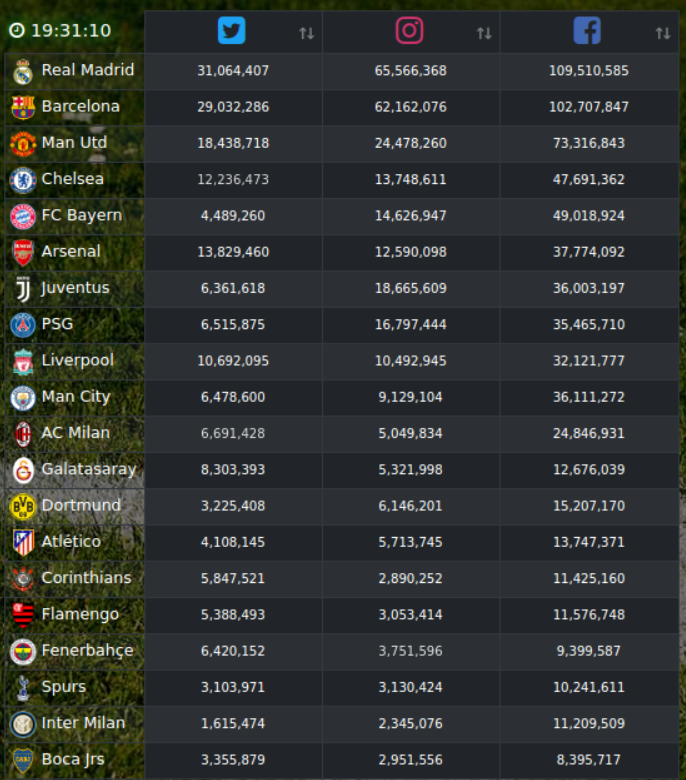 19:31:10
Real Madrid 31,064,407 65,566,368 109,510,585
Barcelona 29,032,286 62,162,076 102,707,847
Man Utd 18,438,718 24,478,260 73,316,843
Chelsea 12,236,473 13,748,611 47,691,362
FC Bayern 4,489,260 14,626,947 49,018,924
Arsenal 13,829,460 12,590,098 37,774,092
Juventus 6,361,618 18,665,609 36,003,197
PSG 6,515,875 16,797,444 35,465,710
Liverpool 10,692,095 10,492,945 32,121,777
Man City 6,478,600 9,129,104 36,111,272
AC Milan 6,691,428 5,049,834 24,846,931
Galatasaray 8,303,393 5,321,998 12,676,039
Dortmund 3,225,408 6,146,201 15,207,170
Atlético 4,108,145 5,713,745 13,747,371
Corinthians 5,847,521 2,890,252 11,425,160
Flamengo 5,388,493 3,053,414 11,576,748
Fenerbahçe 6,420,152 3,751,596 9,399,587
Spurs 3,103,971 3,130,424 10,241,611
Inter Milan 1,615,474 2,345,076 11,209,509
Boca Jrs 3,355,879 2,951,556 8,395,717